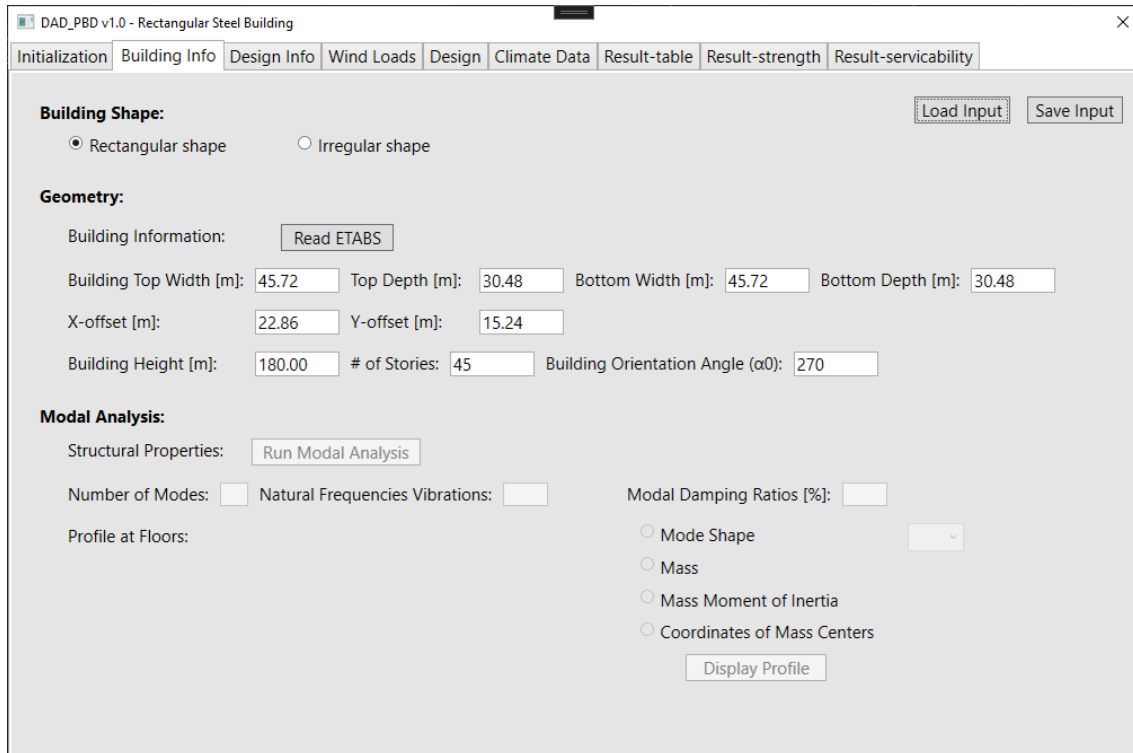 DAD_PBD v1.0 - Rectangular Steel Building
Initialization Building Info Design Info Wind Loads Design Climate Data Result-table Result-strength Result-servicability
Building Shape: Load Input Save Input
Rectangular shape Irregular shape
Geometry:
Building Information: Read ETABS
Building Top Width [m]: 45.72 Top Depth [m]: 30.48 Bottom Width [m]: 45.72 Bottom Depth [m]: 30.48
X-offset [m]: 22.86 Y-offset [m]: 15.24
Building Height [m]: 180.00 # of Stories: 45 Building Orientation Angle (α0): 270
Modal Analysis:
Structural Properties: Run Modal Analysis
Number of Modes: Natural Frequencies Vibrations: Modal Damping Ratios [%]:
Profile at Floors: Mode Shape
Mass
Mass Moment of Inertia
Coordinates of Mass Centers
Display Profile